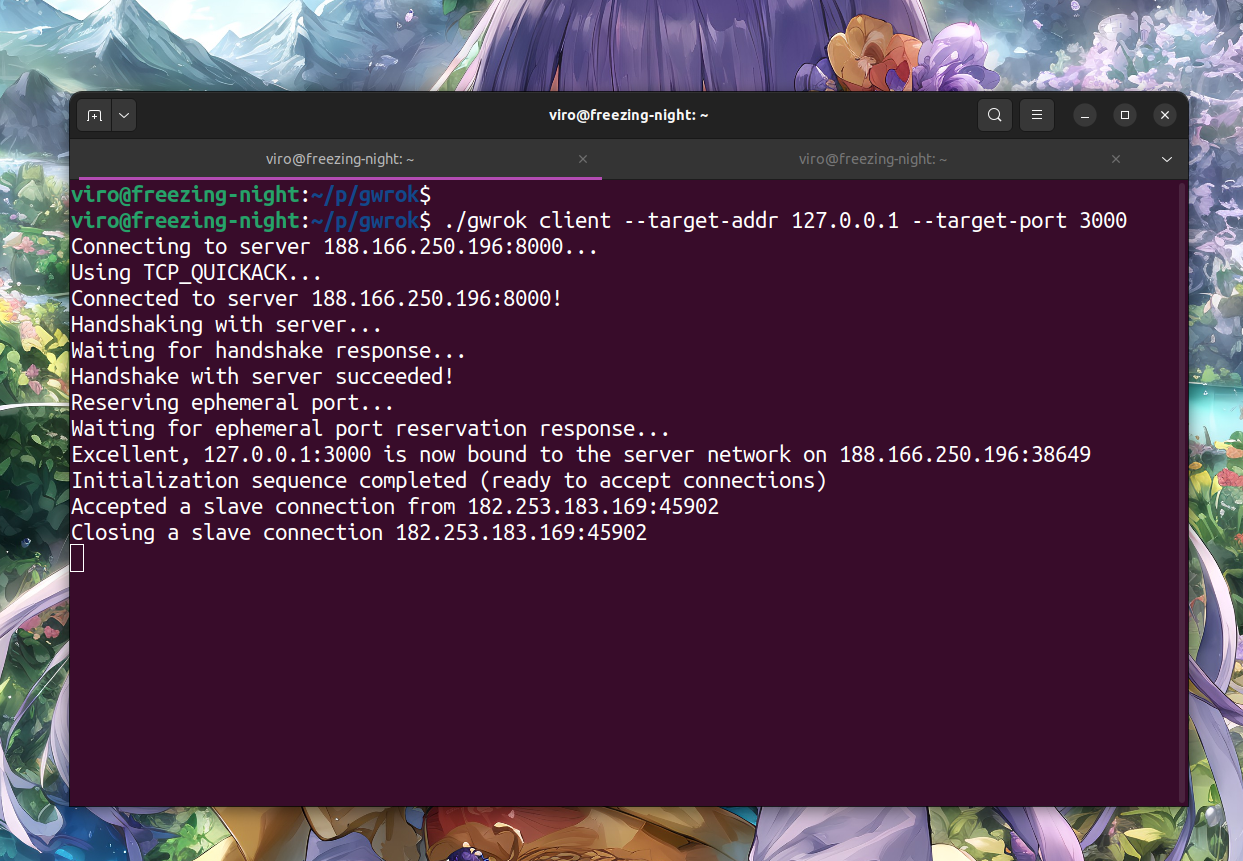 viro@freezing-night: ~
viro@freezing-night: ~
viro@freezing-night: ~
viro@freezing-night:~/p/gwrok$
viro@freezing-night:~/p/gwrok$ ./gwrok client --target-addr 127.0.0.1 --target-port 3000
Connecting to server 188.166.250.196:8000...
Using TCP_QUICKACK...
Connected to server 188.166.250.196:8000!
Handshaking with server...
Waiting for handshake response...
Handshake with server succeeded!
Reserving ephemeral port...
Waiting for ephemeral port reservation response...
Excellent, 127.0.0.1:3000 is now bound to the server network on 188.166.250.196:38649
Initialization sequence completed (ready to accept connections)
Accepted a slave connection from 182.253.183.169:45902
Closing a slave connection 182.253.183.169:45902